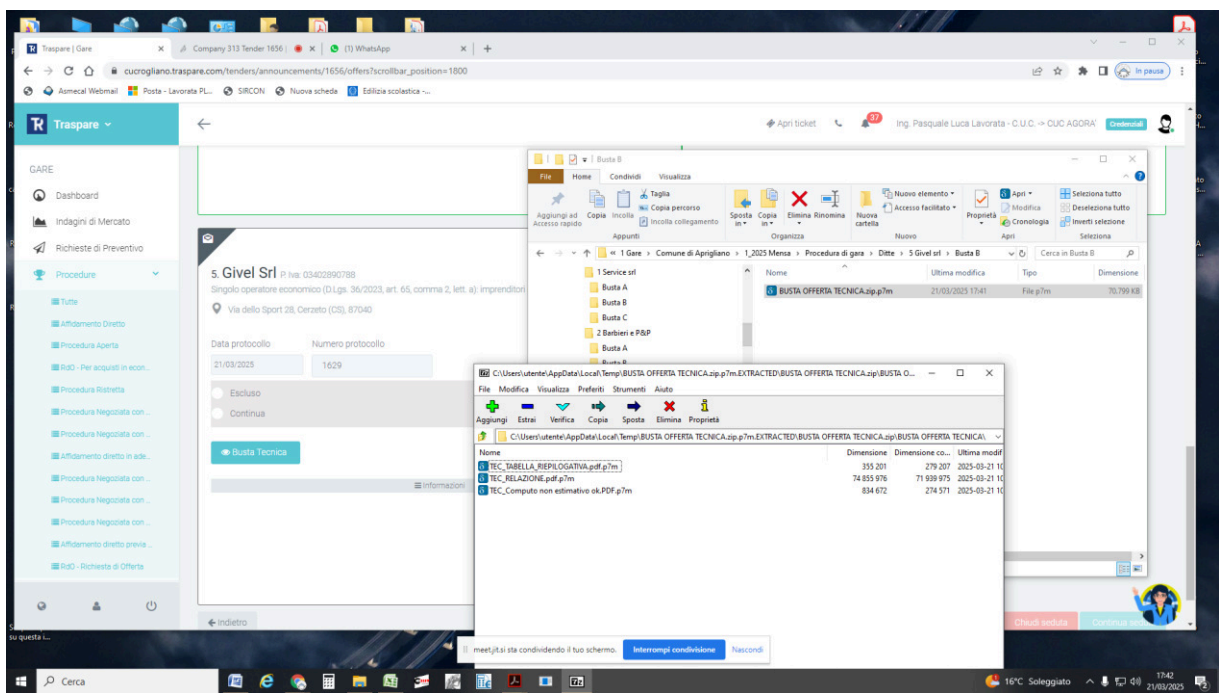 Traspare | Gare
Company 313 Tender 1656 |
(1) WhatsApp
cucrogliano.traspare.com/tenders/announcements/1656/offers?scrollbar_position=1800
In pausa
Asmecal Webmail
Posta - Lavorata PL...
SIRCON
Nuova scheda
Edilizia scolastica -...
Traspare
Apri ticket
37
Ing. Pasquale Luca Lavorata - C.U.C. -> CUC AGORA'
Credenziali
GARE
Dashboard
Indagini di Mercato
Richieste di Preventivo
Procedure
Tutte
Affidamento Diretto
Procedura Aperta
RdO - Per acquisti in econ...
Procedura Ristretta
Procedura Negoziata con ...
Procedura Negoziata con ...
Affidamento diretto in ade...
Procedura Negoziata con ...
Procedura Negoziata con ...
Procedura Negoziata con ...
Affidamento diretto previa ...
RdO - Richiesta di Offerta
5. Givel Srl P. Iva: 03402890788
Singolo operatore economico (D.Lgs. 36/2023, art. 65, comma 2, lett. a): imprenditori
Via dello Sport 28, Cerzeto (CS), 87040
Data protocollo
Numero protocollo
21/03/2025
1629
Escluso
Continua
Busta Tecnica
Informazioni
Indietro
Chiudi seduta
Continua sed
Busta B
File
Home
Condividi
Visualizza
Aggiungi ad Accesso rapido
Copia
Incolla
Taglia
Copia percorso
Incolla collegamento
Appunti
Sposta in
Copia in
Elimina
Rinomina
Organizza
Nuova cartella
Nuovo elemento
Accesso facilitato
Nuovo
Proprietà
Apri
Modifica
Cronologia
Apri
Seleziona tutto
Deseleziona tutto
Inverti selezione
Seleziona
« 1 Gare > Comune di Aprigliano > 1_2025 Mensa > Procedura di gara > Ditte > 5 Givel srl > Busta B
Cerca in Busta B
1 Service srl
Busta A
Busta B
Busta C
2 Barbieri e P&P
Busta A
Busta B
Nome
Ultima modifica
Tipo
Dimensione
BUSTA OFFERTA TECNICA.zip.p7m
21/03/2025 17:41
File p7m
70.799 KB
C:\Users\utente\AppData\Local\Temp\BUSTA OFFERTA TECNICA.zip.p7m.EXTRACTED\BUSTA OFFERTA TECNICA.zip\BUSTA O...
File Modifica Visualizza Preferiti Strumenti Aiuto
Aggiungi Estrai Verifica Copia Sposta Elimina Proprietà
C:\Users\utente\AppData\Local\Temp\BUSTA OFFERTA TECNICA.zip.p7m.EXTRACTED\BUSTA OFFERTA TECNICA.zip\BUSTA OFFERTA TECNICA\
Nome
Dimensione
Dimensione co...
Ultima modif
TEC_TABELLA_RIEPILOGATIVA.pdf.p7m
355 201
279 207
2025-03-21 10
TEC_RELAZIONE.pdf.p7m
74 855 976
71 939 975
2025-03-21 10
TEC_Computo non estimativo ok.PDF.p7m
834 672
274 571
2025-03-21 10
meet.jit.si sta condividendo il tuo schermo.
Interrompi condivisione
Nascondi
su questa i...
Cerca
16°C Soleggiato
17:42
21/03/2025
2